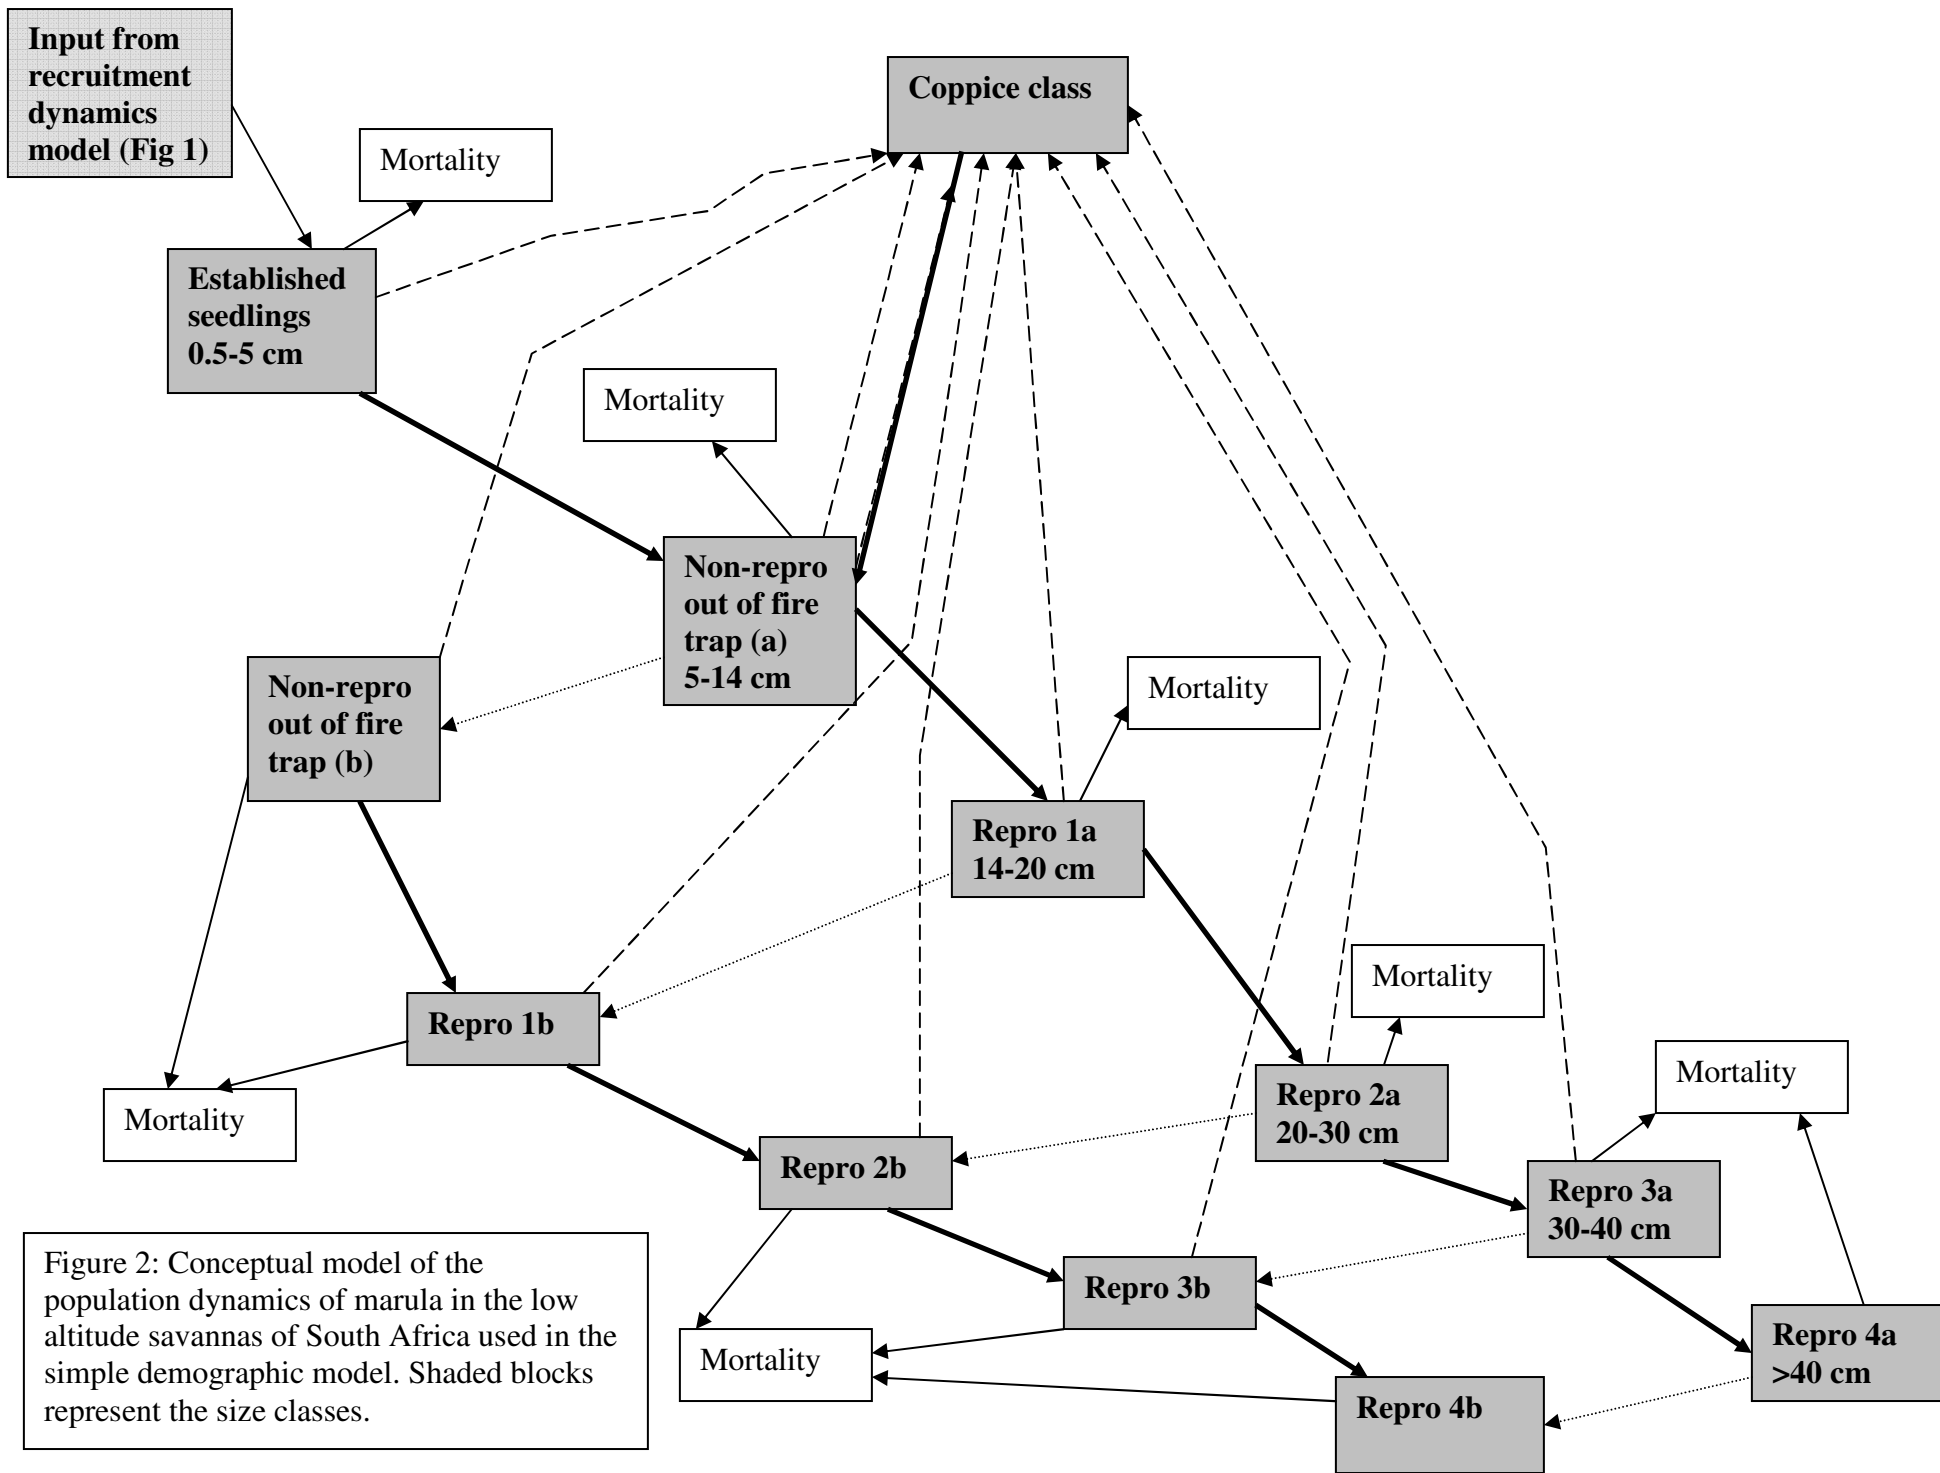 Input from
recruitment
dynamics
model (Fig 1)
Coppice class
Mortality
Established
seedlings
0.5-5 cm
Mortality
Non-repro
out of fire
trap (a)
5-14 cm
Non-repro
out of fire
trap (b)
Mortality
Repro 1a
14-20 cm
Mortality
Repro 1b
Mortality
Mortality
Repro 2a
20-30 cm
Repro 2b
Repro 3a
30-40 cm
Repro 3b
Repro 4a
>40 cm
Mortality
Repro 4b
Figure 2: Conceptual model of the
population dynamics of marula in the low
altitude savannas of South Africa used in the
simple demographic model. Shaded blocks
represent the size classes.